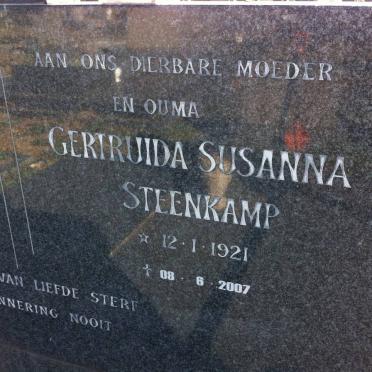 AAN ONS DIERBARE MOEDER
EN OUMA
GERTRUIDA SUSANNA
STEENKAMP
☆ 12·1·1921
✝ 08·6·2007
VAN LIEFDE STERF
NNERING NOOIT